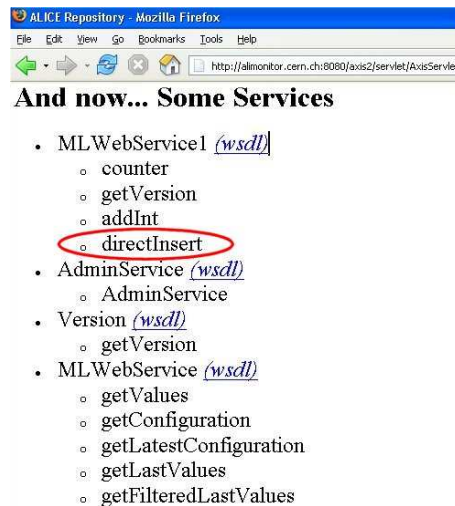 ALICE Repository - Mozilla Firefox
File Edit View Go Bookmarks Tools Help
http://alimonitor.cern.ch:8080/axis2/servlet/AxisServle
And now... Some Services
MLWebService1 (wsdl)
counter
getVersion
addInt
directInsert
AdminService (wsdl)
AdminService
Version (wsdl)
getVersion
MLWebService (wsdl)
getValues
getConfiguration
getLatestConfiguration
getLastValues
getFilteredLastValues